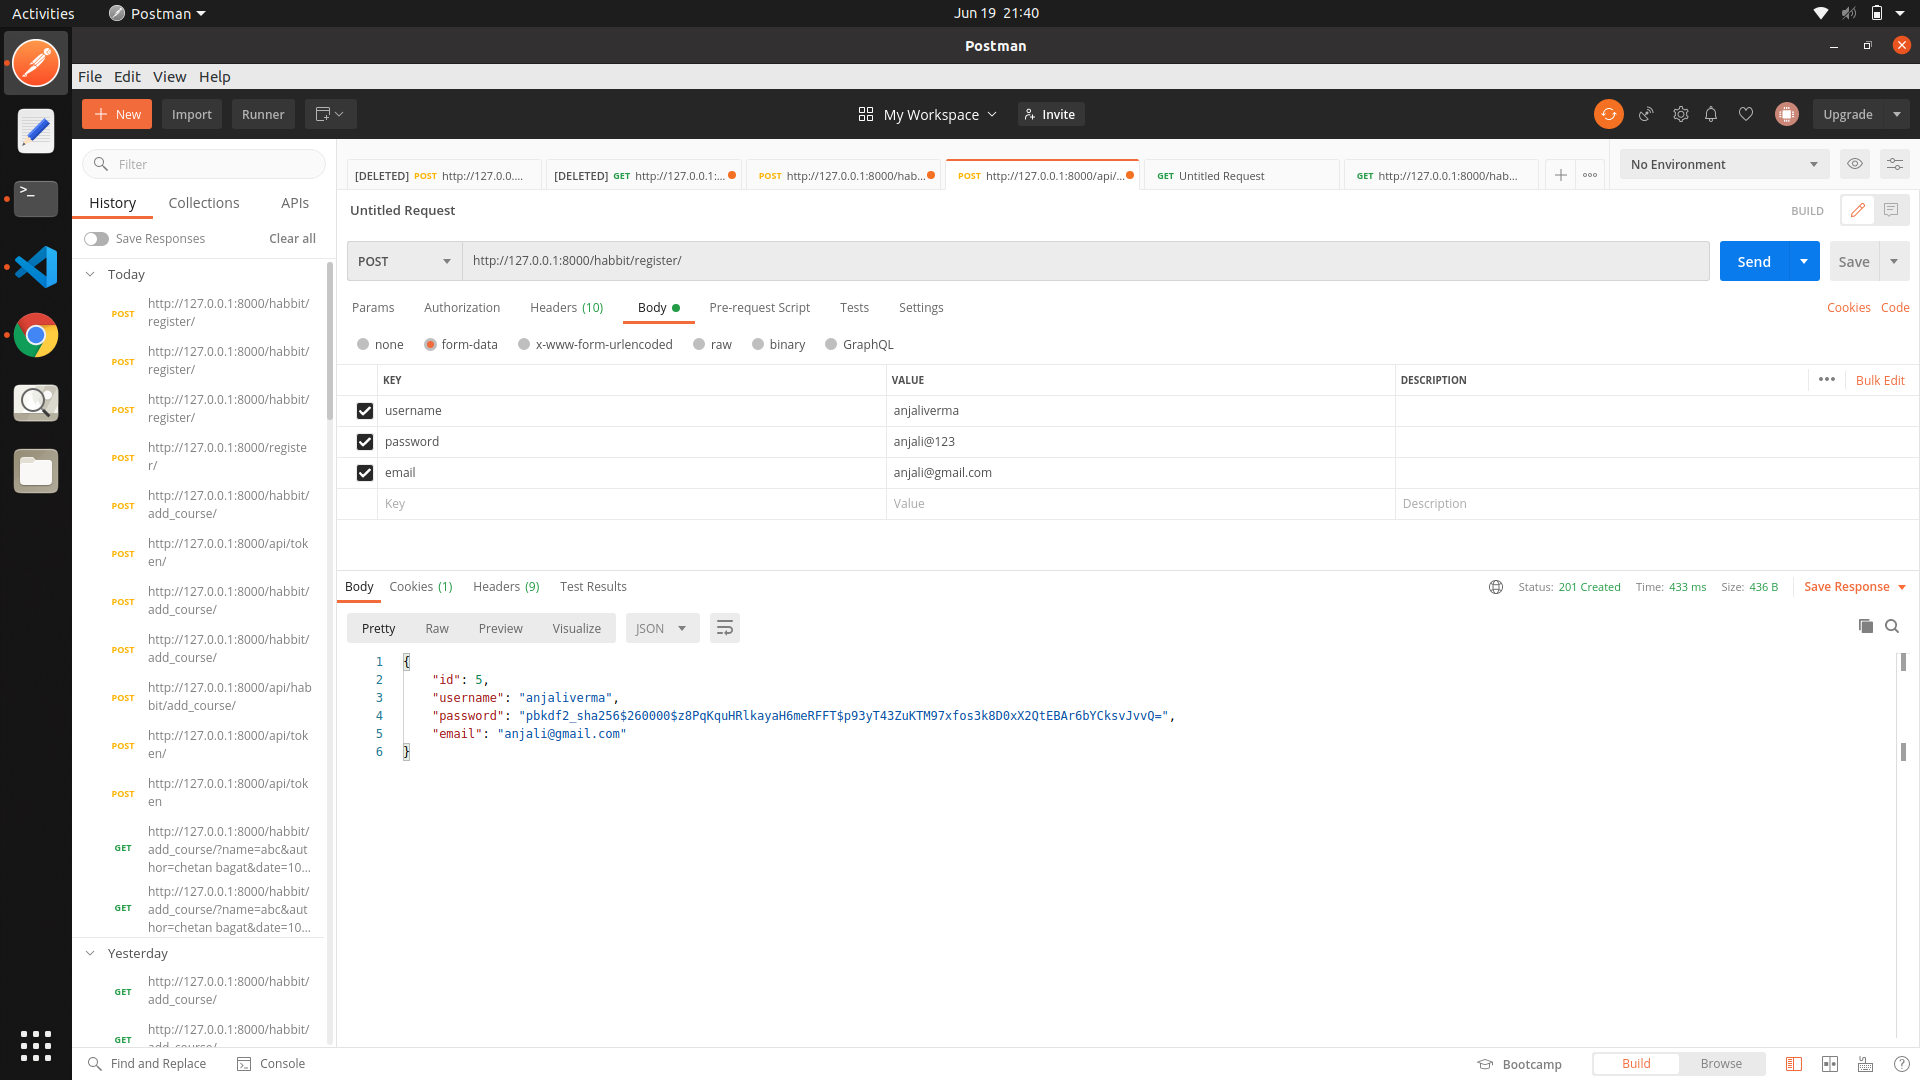 Activities Postman Jun 19 21:40
Postman
File Edit View Help
New Import Runner My Workspace Invite Upgrade
Filter
History Collections APIs
Save Responses Clear all
Today
POST http://127.0.0.1:8000/habbit/
register/
POST http://127.0.0.1:8000/habbit/
register/
POST http://127.0.0.1:8000/habbit/
register/
POST http://127.0.0.1:8000/registe
r/
POST http://127.0.0.1:8000/habbit/
add_course/
POST http://127.0.0.1:8000/api/tok
en/
POST http://127.0.0.1:8000/habbit/
add_course/
POST http://127.0.0.1:8000/habbit/
add_course/
POST http://127.0.0.1:8000/api/hab
bit/add_course/
POST http://127.0.0.1:8000/api/tok
en/
POST http://127.0.0.1:8000/api/tok
en
GET http://127.0.0.1:8000/habbit/
add_course/?name=abc&aut
hor=chetan bagat&date=10...
GET http://127.0.0.1:8000/habbit/
add_course/?name=abc&aut
hor=chetan bagat&date=10...
Yesterday
GET http://127.0.0.1:8000/habbit/
add_course/
GET http://127.0.0.1:8000/habbit/
add_course/
[DELETED] POST http://127.0.0.... [DELETED] GET http://127.0.0.1:... POST http://127.0.0.1:8000/hab... POST http://127.0.0.1:8000/api/... GET Untitled Request GET http://127.0.0.1:8000/hab... No Environment
Untitled Request BUILD
POST http://127.0.0.1:8000/habbit/register/ Send Save
Params Authorization Headers (10) Body Pre-request Script Tests Settings Cookies Code
none form-data x-www-form-urlencoded raw binary GraphQL
KEY VALUE DESCRIPTION Bulk Edit
username anjaliverma
password anjali@123
email anjali@gmail.com
Key Value Description
Body Cookies (1) Headers (9) Test Results Status: 201 Created Time: 433 ms Size: 436 B Save Response
Pretty Raw Preview Visualize JSON
1 {
2 "id": 5,
3 "username": "anjaliverma",
4 "password": "pbkdf2_sha256$260000$z8PqKquHRlkayaH6meRFFT$p93yT43ZuKTM97xfos3k8D0xX2QtEBAr6bYCksvJvvQ=",
5 "email": "anjali@gmail.com"
6 }
Find and Replace Console Bootcamp Build Browse